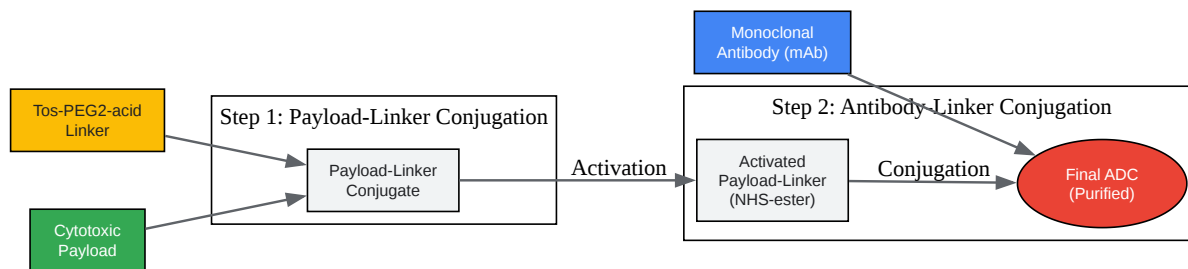 Monoclonal
Antibody (mAb)
Tos-PEG2-acid
Linker
Step 1: Payload-Linker Conjugation
Step 2: Antibody-Linker Conjugation
Payload-Linker
Conjugate
Activation
Activated
Payload-Linker
(NHS-ester)
Conjugation
Final ADC
(Purified)
Cytotoxic
Payload